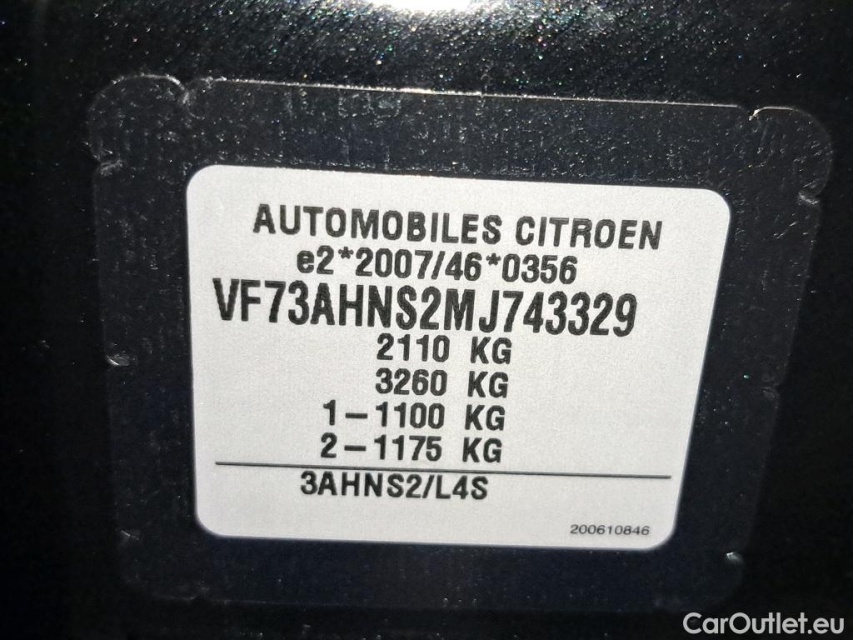 AUTOMOBILES CITROEN
e2*2007/46*0356
VF73AHNS2MJ743329
2110 KG
3260 KG
1-1100 KG
2-1175 KG
3AHNS2/L4S
200610846
CarOutlet.eu